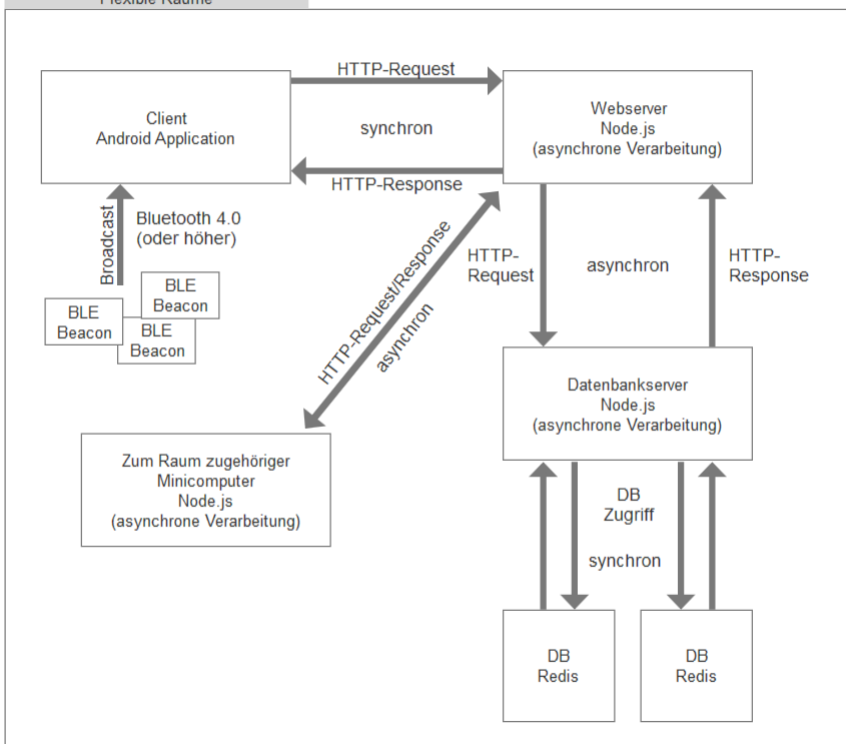 Flexible Räume
HTTP-Request
Client
Android Application
synchron
Webserver
Node.js
(asynchrone Verarbeitung)
HTTP-Response
Broadcast
Bluetooth 4.0
(oder höher)
BLE
Beacon
BLE
Beacon
BLE
Beacon
HTTP-Request/Response
asynchron
HTTP-
Request
asynchron
HTTP-
Response
Datenbankserver
Node.js
(asynchrone Verarbeitung)
Zum Raum zugehöriger
Minicomputer
Node.js
(asynchrone Verarbeitung)
DB
Zugriff
synchron
DB
Redis
DB
Redis